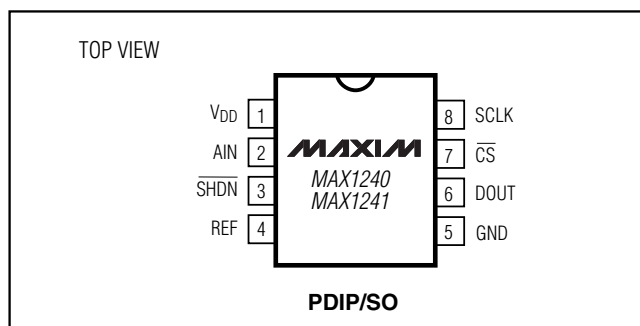 TOP VIEW
VDD 1
AIN 2
SHDN 3
REF 4
MAXIM
MAX1240
MAX1241
8 SCLK
7 CS
6 DOUT
5 GND
PDIP/SO